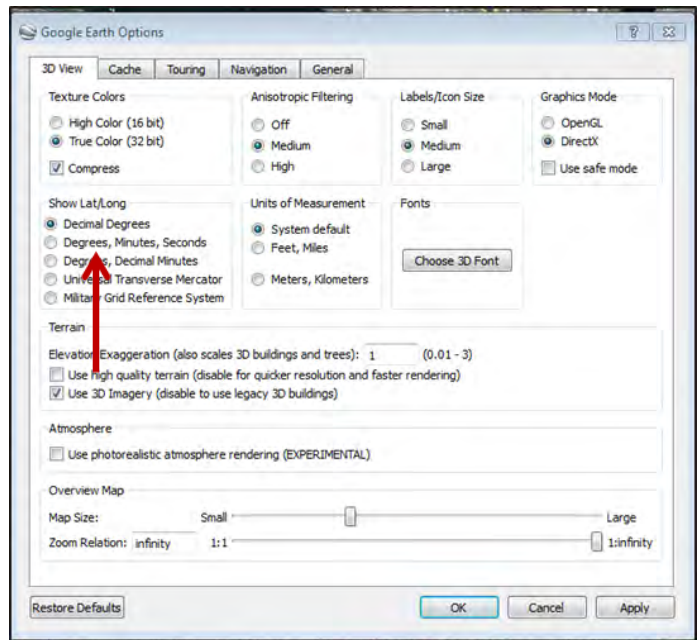 Google Earth Options
3D View Cache Touring Navigation General
Texture Colors Anisotropic Filtering Labels/Icon Size Graphics Mode
High Color (16 bit) Off Small OpenGL
True Color (32 bit) Medium Medium DirectX
Compress High Large Use safe mode
Show Lat/Long Units of Measurement Fonts
Decimal Degrees System default
Degrees, Minutes, Seconds Feet, Miles
Degrees, Decimal Minutes Choose 3D Font
Universal Transverse Mercator Meters, Kilometers
Military Grid Reference System
Terrain
Elevation Exaggeration (also scales 3D buildings and trees): 1 (0.01 - 3)
Use high quality terrain (disable for quicker resolution and faster rendering)
Use 3D Imagery (disable to use legacy 3D buildings)
Atmosphere
Use photorealistic atmosphere rendering (EXPERIMENTAL)
Overview Map
Map Size: Small Large
Zoom Relation: infinity 1:1 1:infinity
Restore Defaults OK Cancel Apply